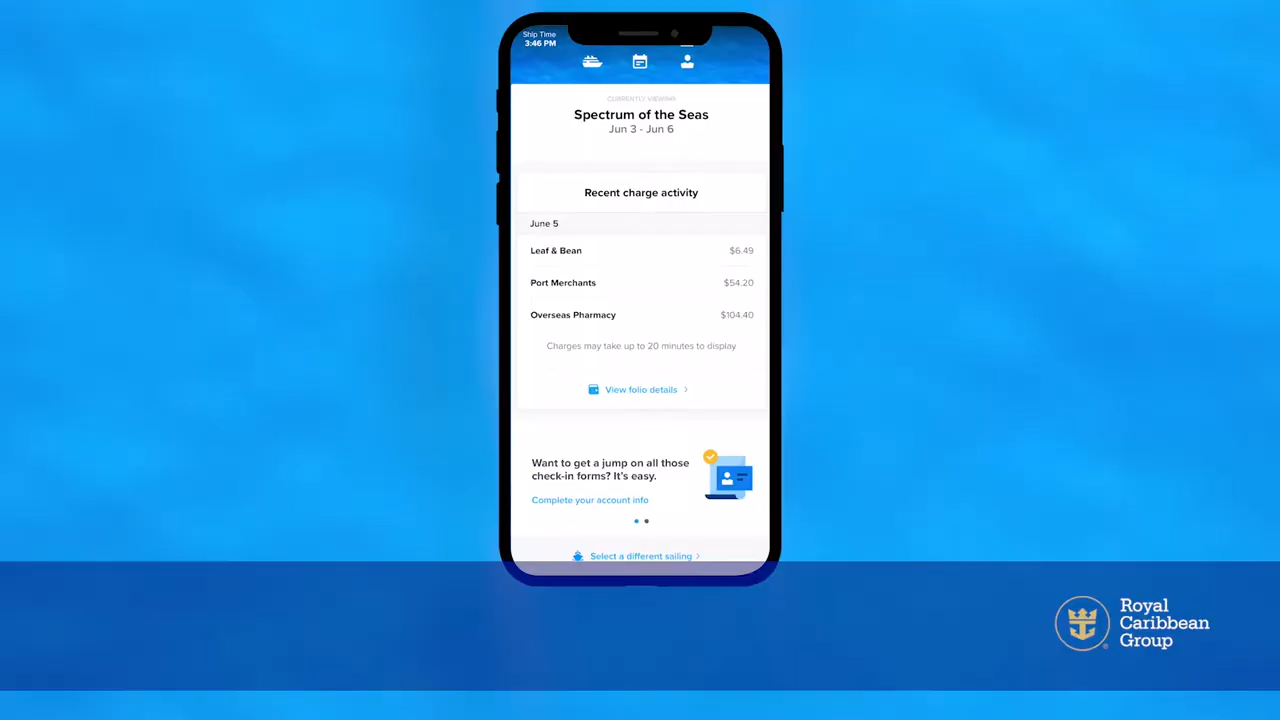 Ship Time
3:46 PM
CURRENTLY VIEWING
Spectrum of the Seas
Jun 3 - Jun 6
Recent charge activity
June 5
Leaf & Bean $6.49
Port Merchants $54.20
Overseas Pharmacy $104.40
Charges may take up to 20 minutes to display
View folio details
Want to get a jump on all those
check-in forms? It's easy.
Complete your account info
Select a different sailing
Royal
Caribbean
Group